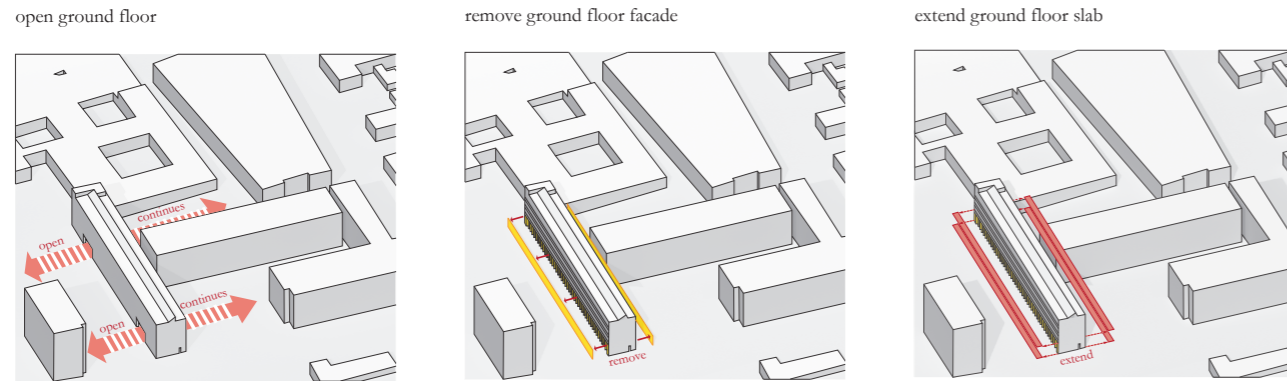 open ground floor
remove ground floor facade
extend ground floor slab
continues
open
continues
open
remove
extend